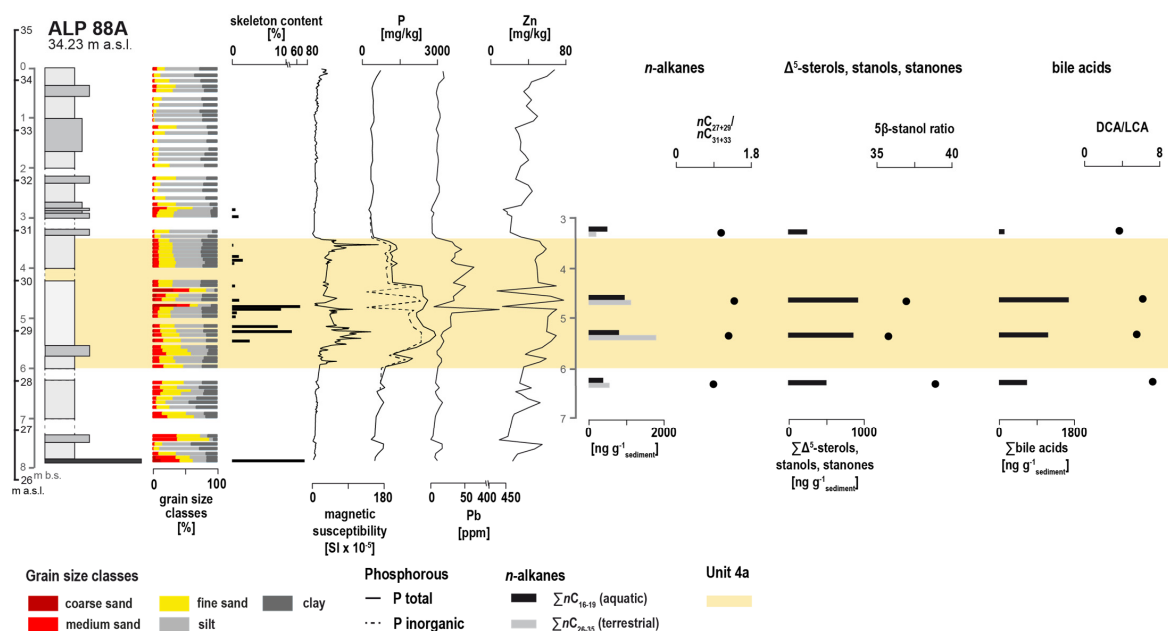 ALP 88A
34.23 m a.s.l.
skeleton content
[%]
0 10 60 80
P
[mg/kg]
0 3000
Zn
[mg/kg]
0 80
n-alkanes
Δ⁵-sterols, stanols, stanones
bile acids
nC₂₇₊₂₉/
nC₃₁₊₃₃
0 1.8
5β-stanol ratio
35 40
DCA/LCA
0 8
35
34
33
32
31
30
29
28
27
26
m a.s.l.
0
1
2
3
4
5
6
7
8
m b.s.
3
4
5
6
7
0 100
grain size
classes
[%]
0 180
magnetic
susceptibility
[SI x 10⁻⁵]
0 50 400 450
Pb
[ppm]
0 2000
[ng g⁻¹sediment]
0 1000
∑Δ⁵-sterols,
stanols, stanones
[ng g⁻¹sediment]
0 1800
∑bile acids
[ng g⁻¹sediment]
Grain size classes
coarse sand
medium sand
fine sand
silt
clay
Phosphorous
P total
P inorganic
n-alkanes
∑nC₁₆₋₁₉ (aquatic)
∑nC₂₆₋₃₅ (terrestrial)
Unit 4a